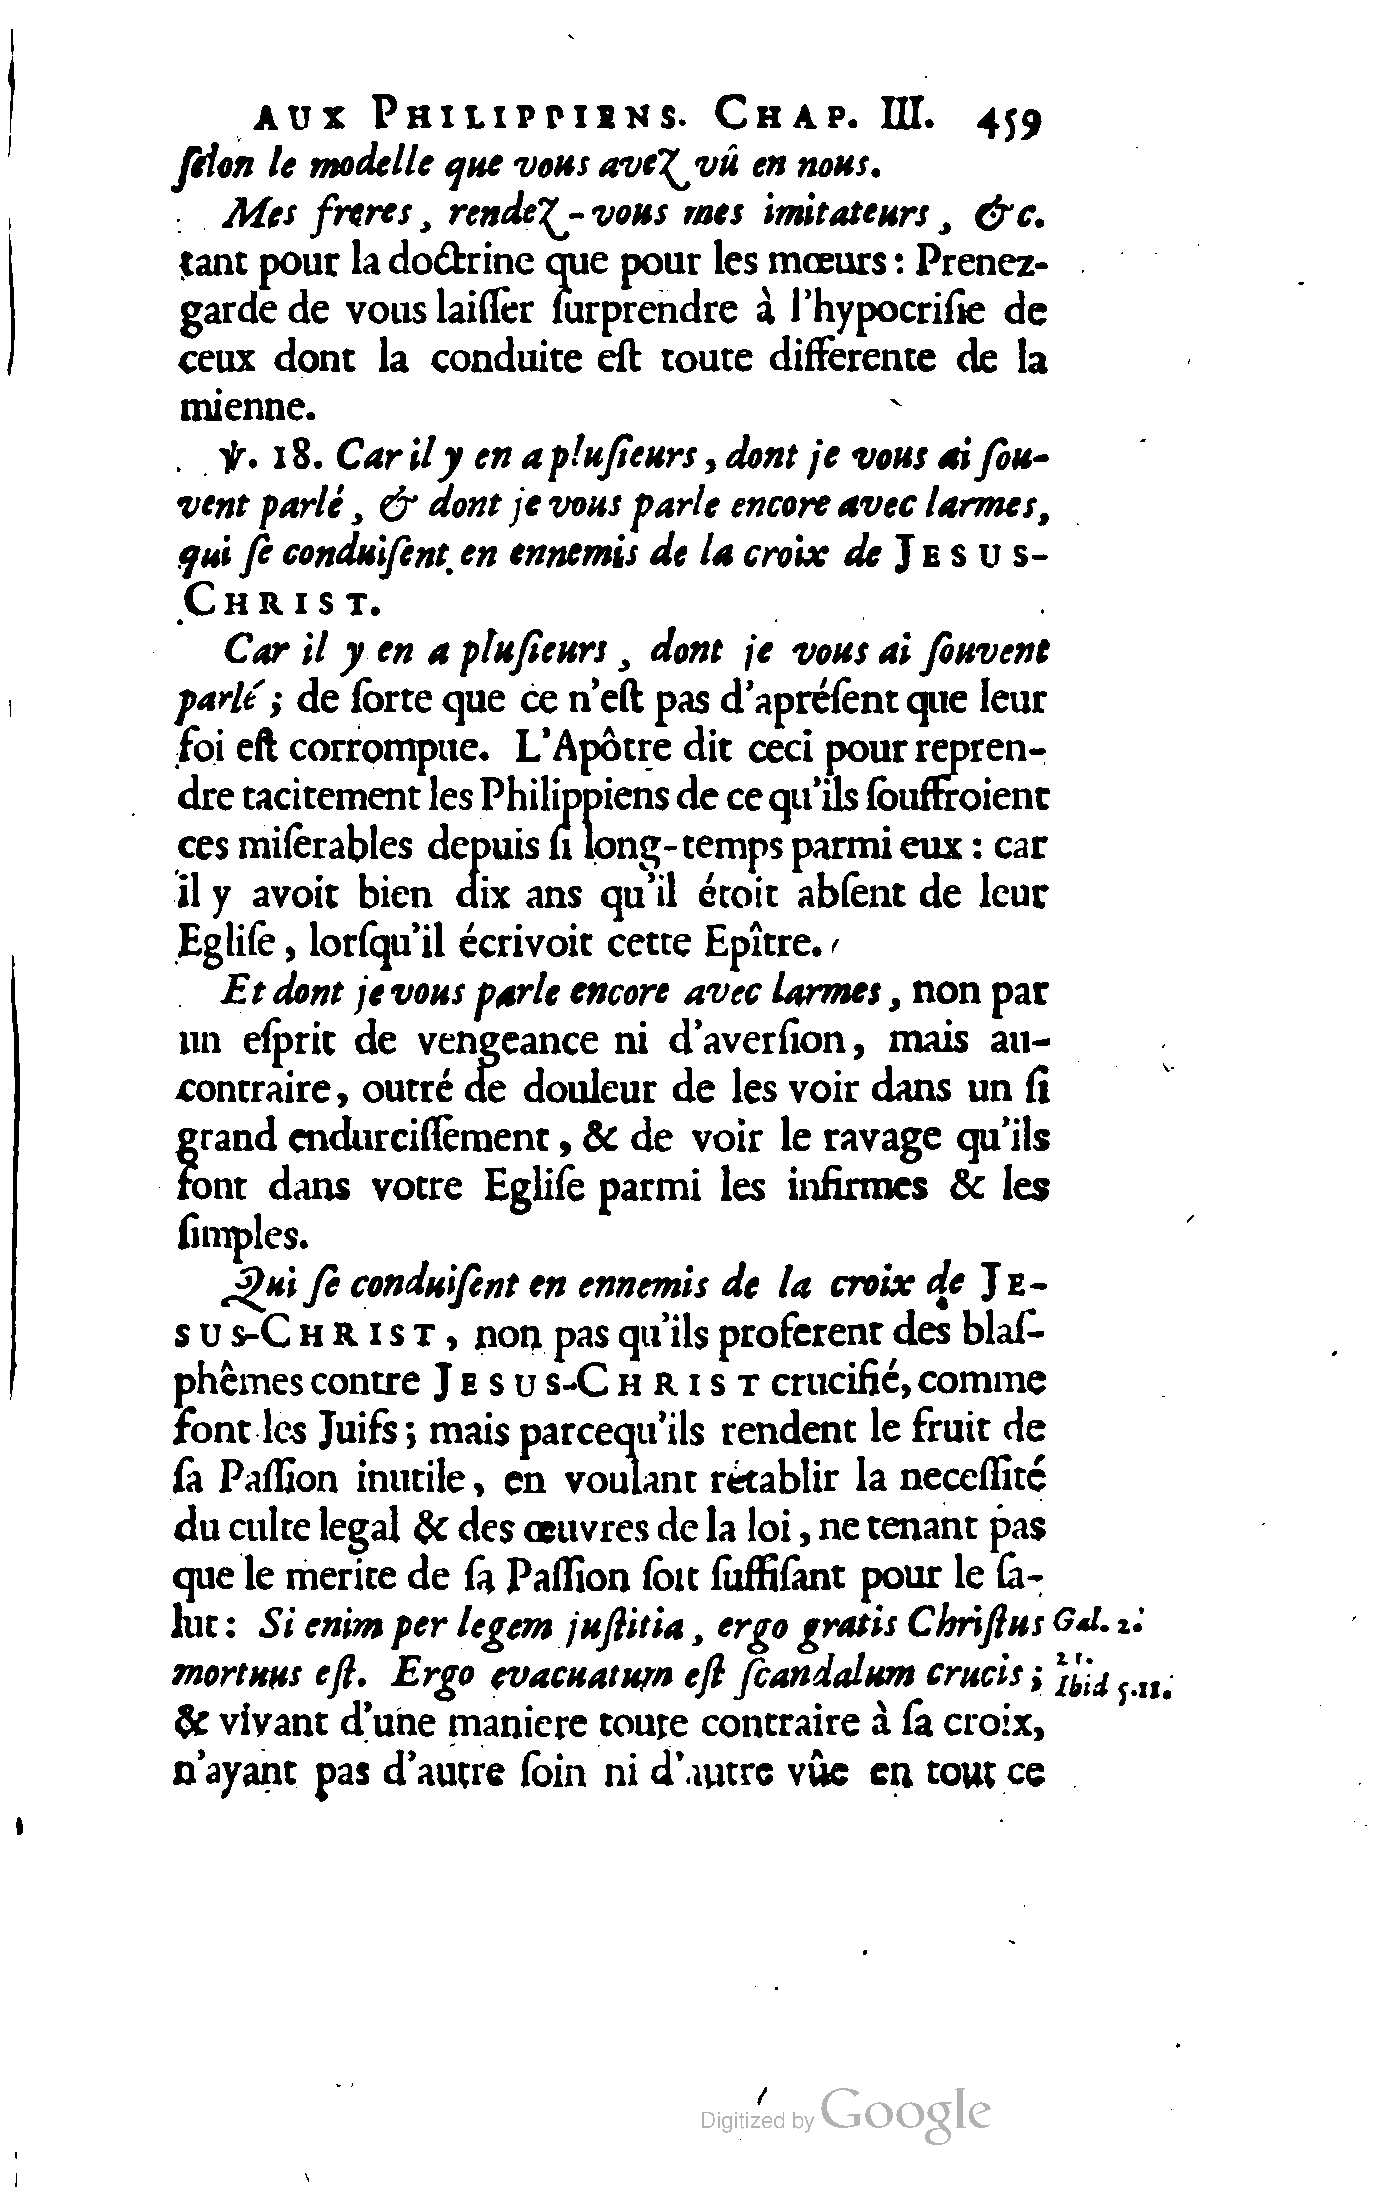 AUX PHILIPPIENS. CHAP. III. 459
ſelon le modelle que vous avez vû en nous.
Mes freres, rendez-vous mes imitateurs, &c.
tant pour la doctrine que pour les mœurs : Prenez-
garde de vous laiſſer ſurprendre à l'hypocriſie de
ceux dont la conduite eſt toute differente de la
mienne.
℣. 18. Car il y en a pluſieurs, dont je vous ai ſou-
vent parlé, & dont je vous parle encore avec larmes,
qui ſe conduiſent en ennemis de la croix de JESUS-
CHRIST.
Car il y en a pluſieurs, dont je vous ai ſouvent
parlé ; de ſorte que ce n'eſt pas d'apréſent que leur
foi eſt corrompue. L'Apôtre dit ceci pour repren-
dre tacitement les Philippiens de ce qu'ils ſouffroient
ces miſerables depuis ſi long-temps parmi eux : car
il y avoit bien dix ans qu'il étoit abſent de leur
Egliſe, lorſqu'il écrivoit cette Epître.
Et dont je vous parle encore avec larmes, non par
un eſprit de vengeance ni d'averſion, mais au-
contraire, outré de douleur de les voir dans un ſi
grand endurciſſement, & de voir le ravage qu'ils
font dans votre Egliſe parmi les infirmes & les
ſimples.
Qui ſe conduiſent en ennemis de la croix de JE-
SUS-CHRIST, non pas qu'ils proferent des blaſ-
phêmes contre JESUS-CHRIST crucifié, comme
font les Juifs ; mais parcequ'ils rendent le fruit de
ſa Paſſion inutile, en voulant rétablir la neceſſité
du culte legal & des œuvres de la loi, ne tenant pas
que le merite de ſa Paſſion ſoit ſuffiſant pour le ſa-
lut : Si enim per legem juſtitia, ergo gratis Chriſtus Gal. 2.
mortuus eſt. Ergo evacuatum eſt ſcandalum crucis ; 21. Ibid 5.11.
& vivant d'une maniere toute contraire à ſa croix,
n'ayant pas d'autre ſoin ni d'autre vûe en tout ce
Digitized by Google